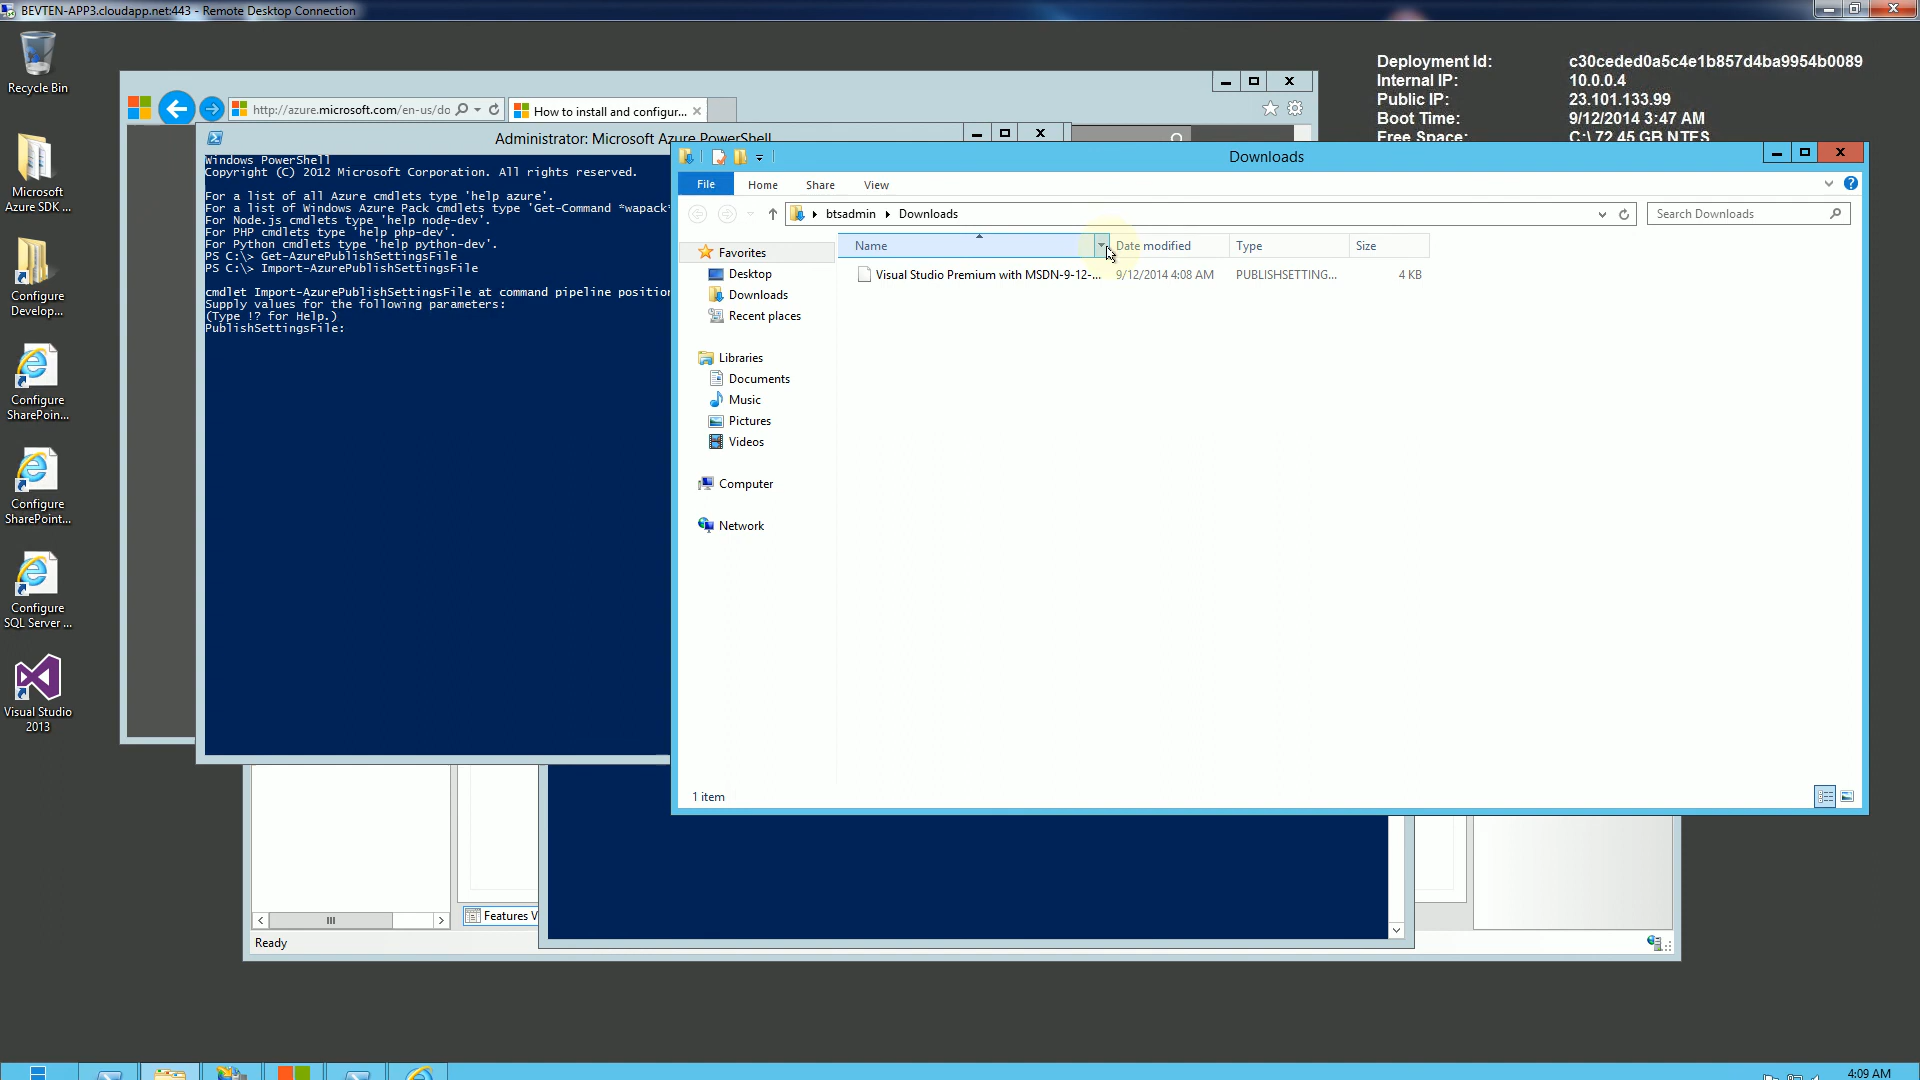 BEVTEN-APP3.cloudapp.net:443 - Remote Desktop Connection
Recycle Bin
Microsoft
Azure SDK ...
Configure
Develop...
Configure
SharePoin...
Configure
SharePoint...
Configure
SQL Server ...
Visual Studio
2013
Deployment Id: c30ceded0a5c4e1b857d4ba9954b0089
Internal IP: 10.0.0.4
Public IP: 23.101.133.99
Boot Time: 9/12/2014 3:47 AM
Free Space: C:\ 72.45 GB NTFS
http://azure.microsoft.com/en-us/do
How to install and configur...
Administrator: Microsoft Azure PowerShell
Windows PowerShell
Copyright (C) 2012 Microsoft Corporation. All rights reserved.
For a list of all Azure cmdlets type 'help azure'.
For a list of Windows Azure Pack cmdlets type 'Get-Command *wapack*
For Node.js cmdlets type 'help node-dev'.
For PHP cmdlets type 'help php-dev'.
For Python cmdlets type 'help python-dev'.
PS C:\> Get-AzurePublishSettingsFile
PS C:\> Import-AzurePublishSettingsFile
cmdlet Import-AzurePublishSettingsFile at command pipeline position
Supply values for the following parameters:
(Type !? for Help.)
PublishSettingsFile:
Downloads
File Home Share View
btsadmin Downloads
Search Downloads
Name Date modified Type Size
Visual Studio Premium with MSDN-9-12-... 9/12/2014 4:08 AM PUBLISHSETTING... 4 KB
Favorites
Desktop
Downloads
Recent places
Libraries
Documents
Music
Pictures
Videos
Computer
Network
1 item
Features V
Ready
4:09 AM